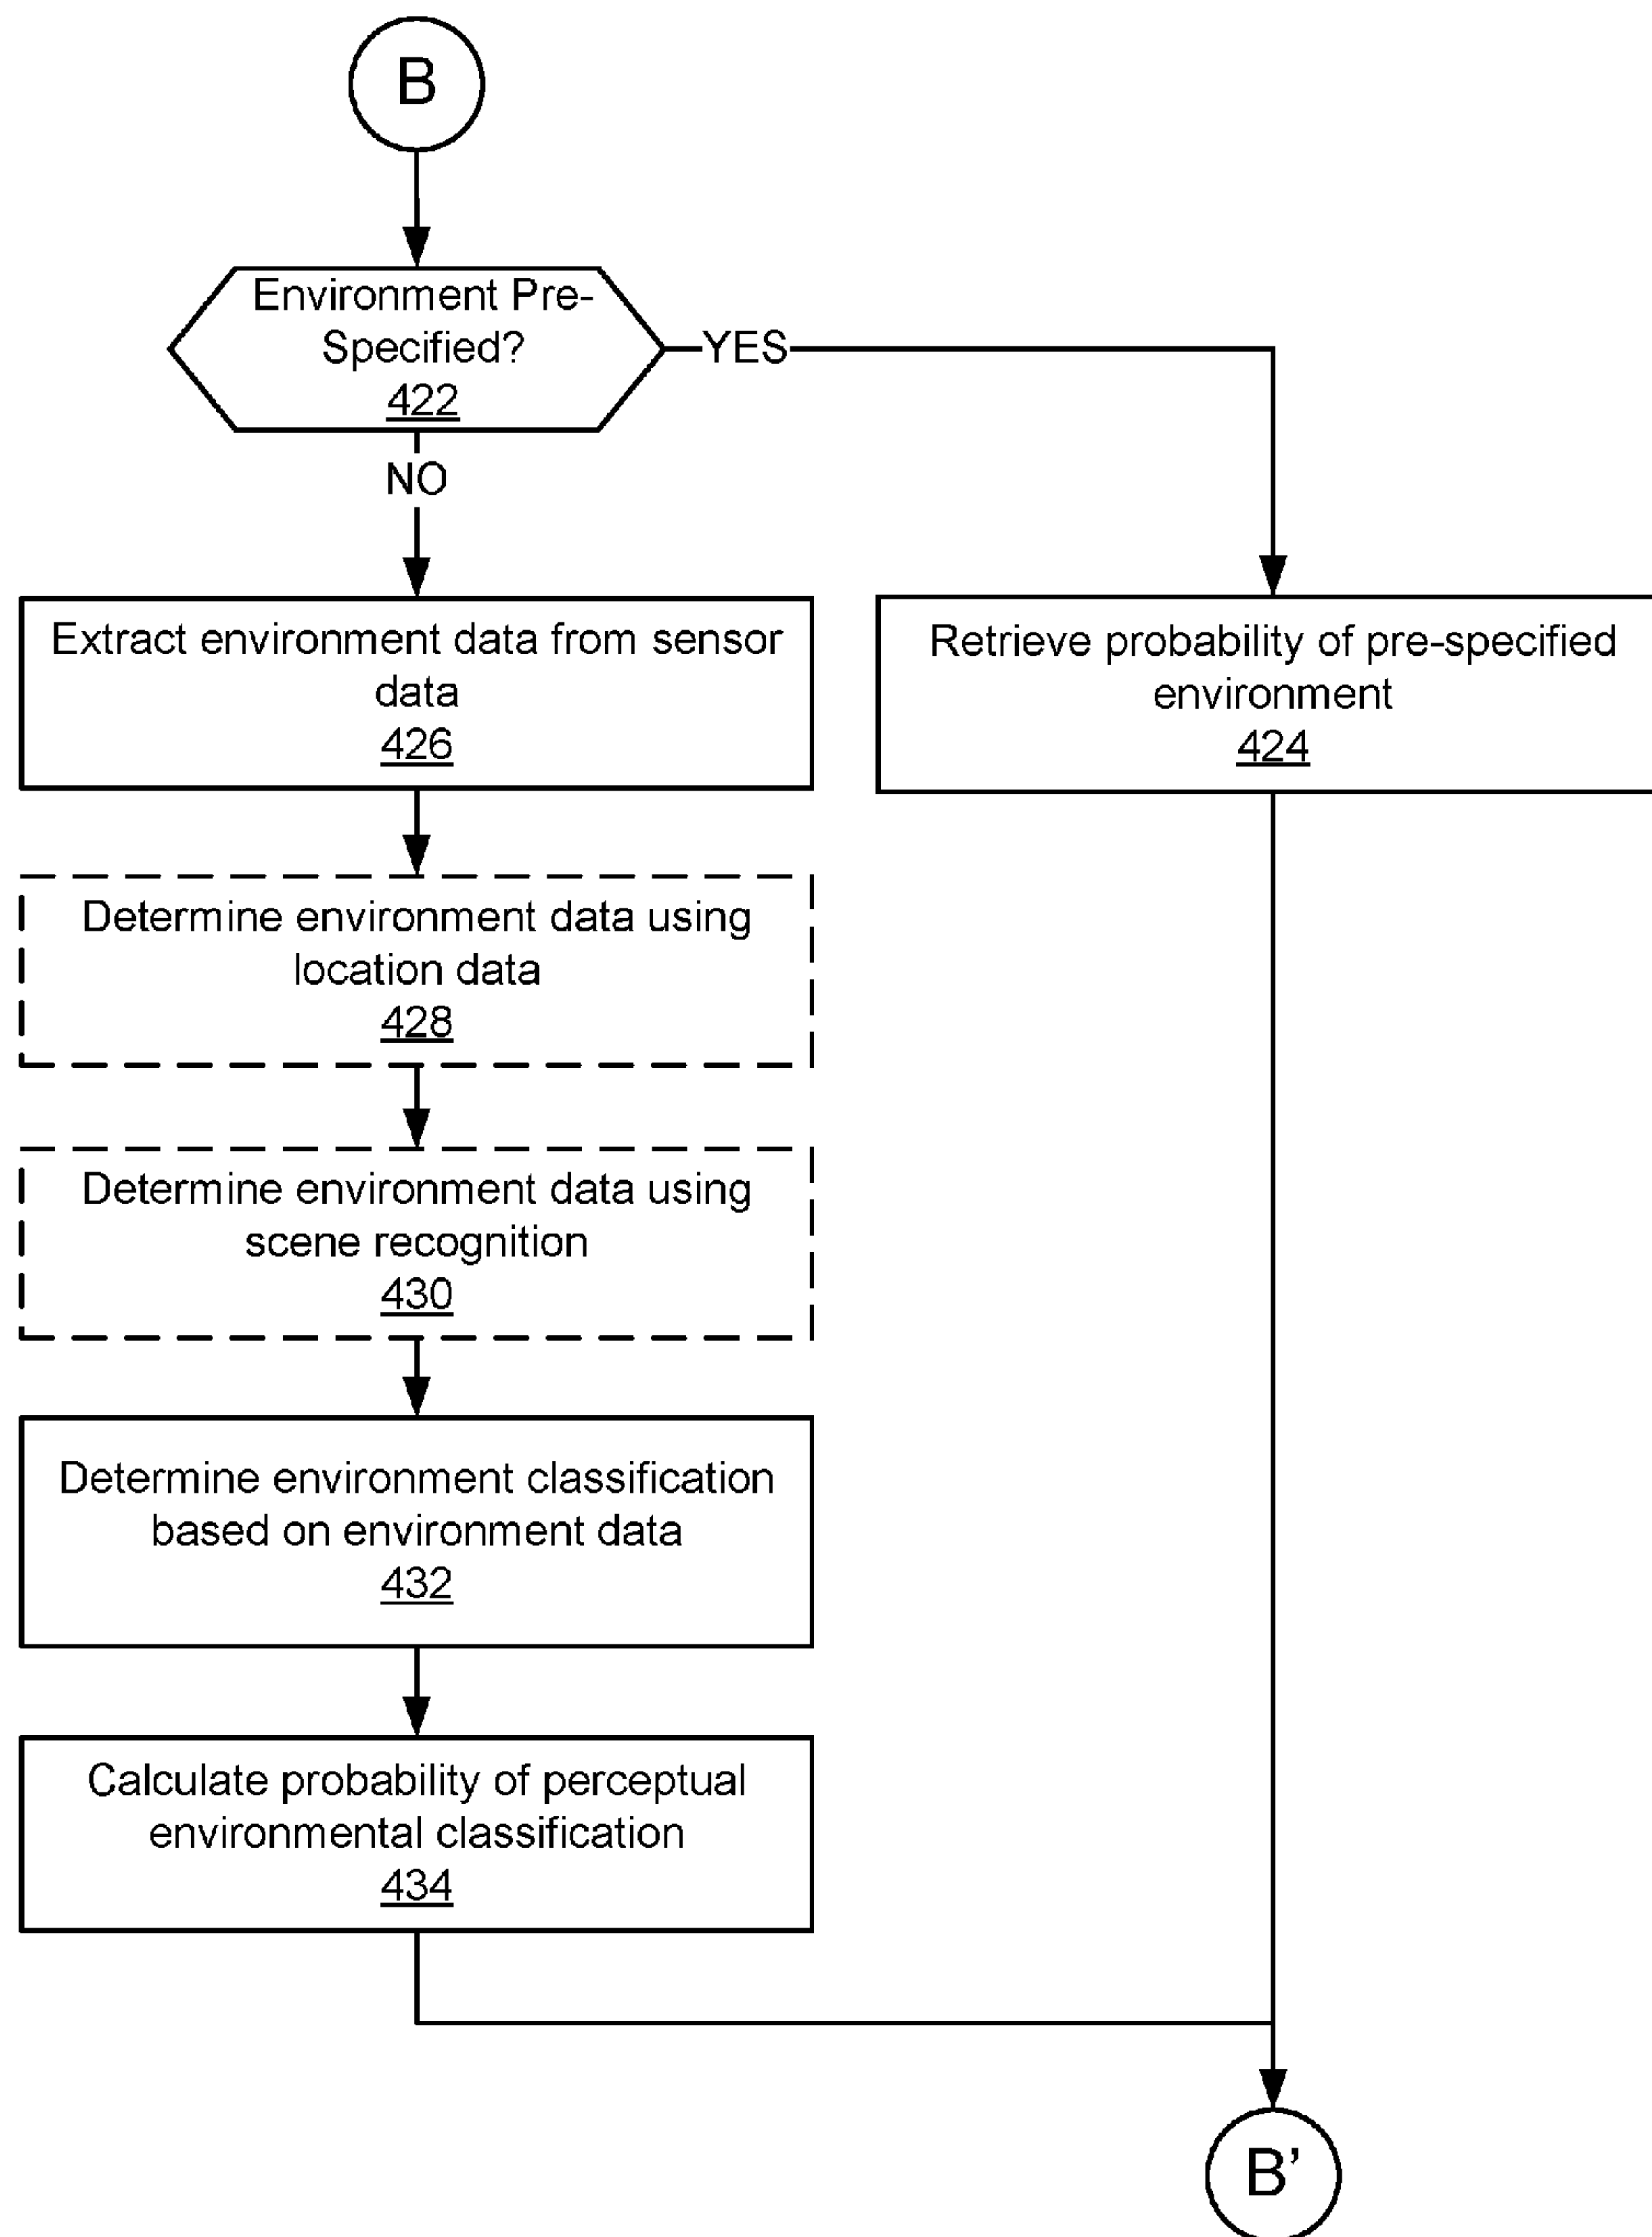 B
Environment Pre-
Specified?
422
YES
NO
Extract environment data from sensor
data
426
Retrieve probability of pre-specified
environment
424
Determine environment data using
location data
428
Determine environment data using
scene recognition
430
Determine environment classification
based on environment data
432
Calculate probability of perceptual
environmental classification
434
B’